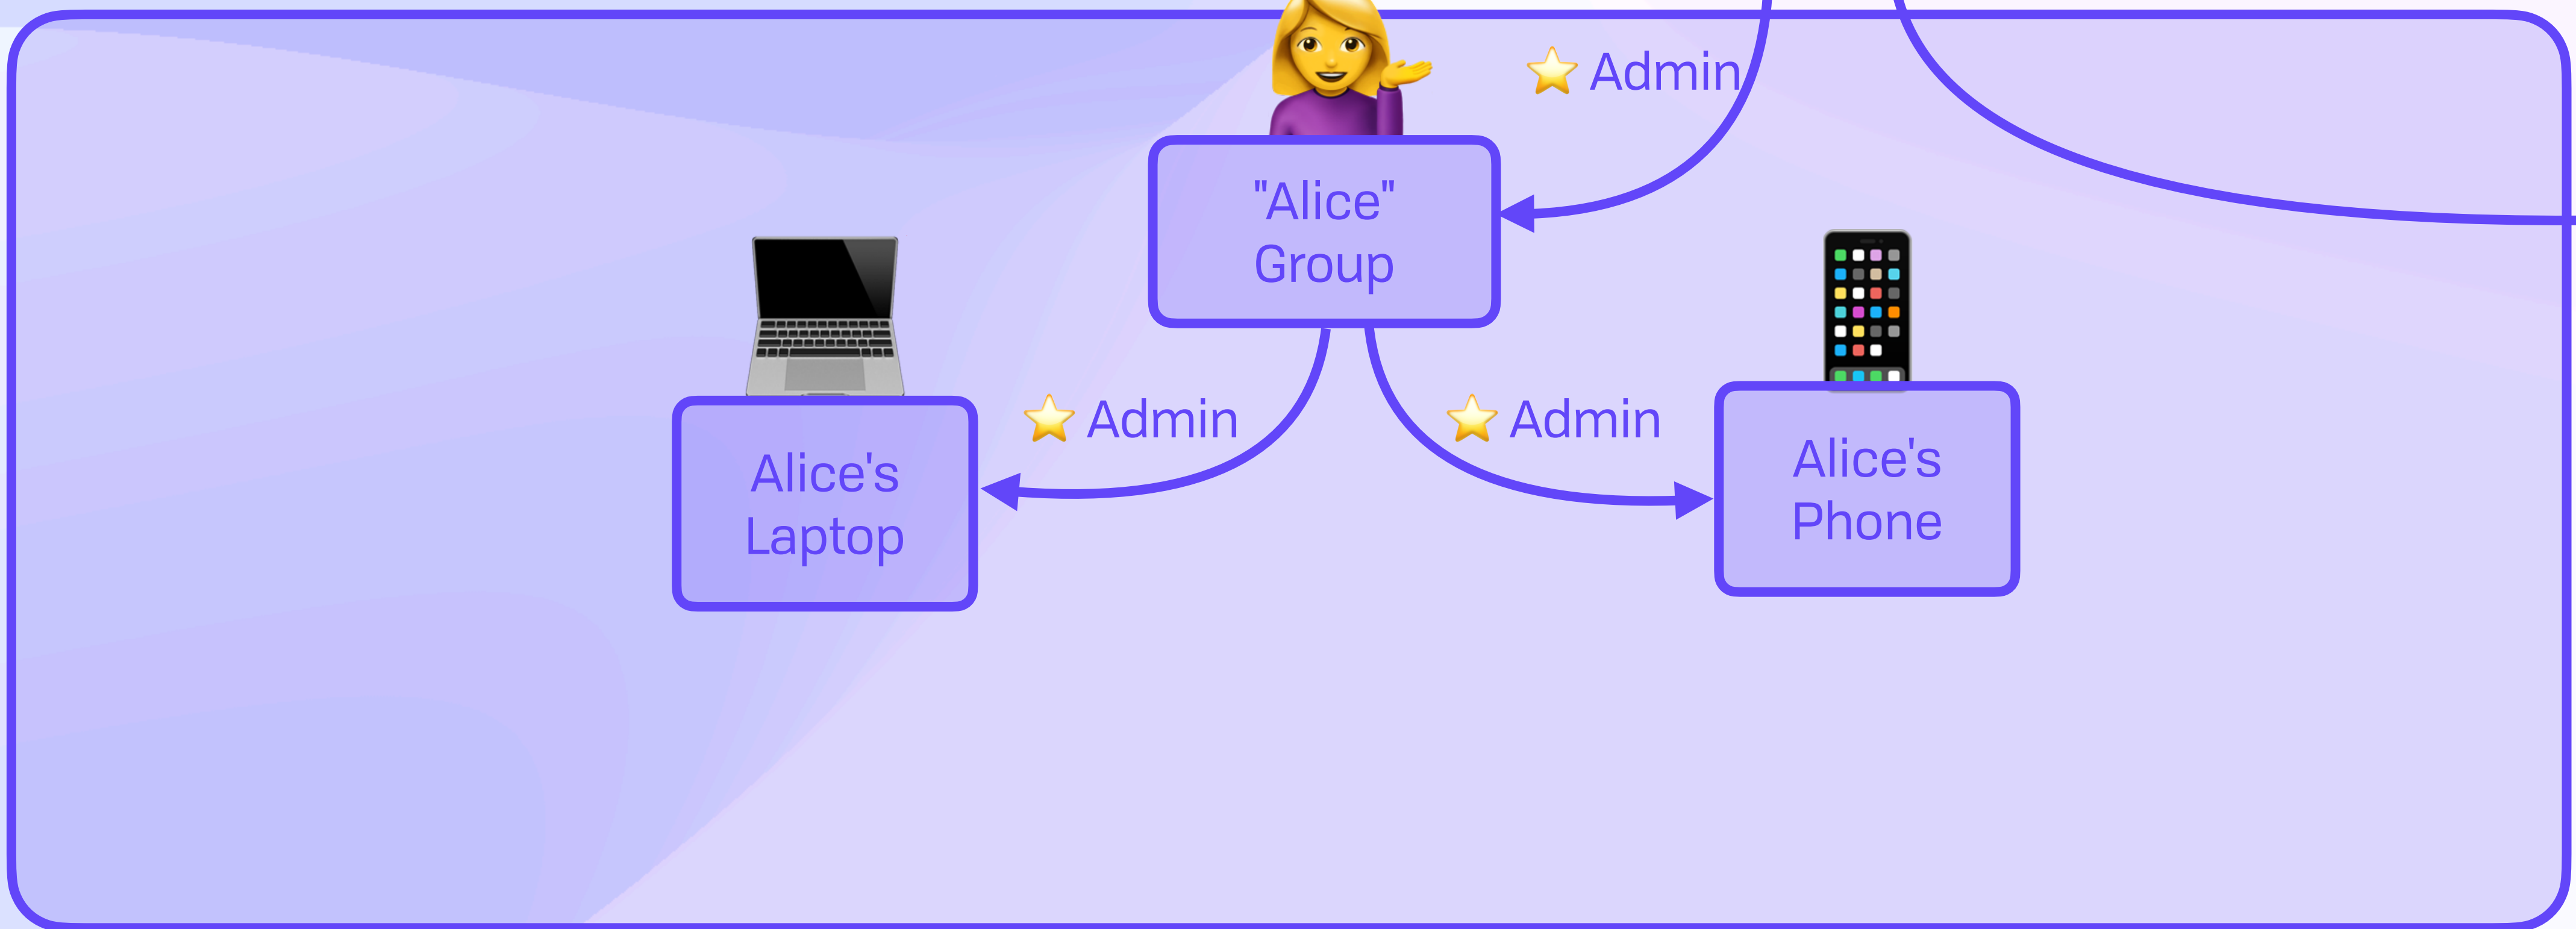 ⭐ Admin
"Alice"
Group
⭐ Admin
⭐ Admin
Alice's
Laptop
Alice's
Phone